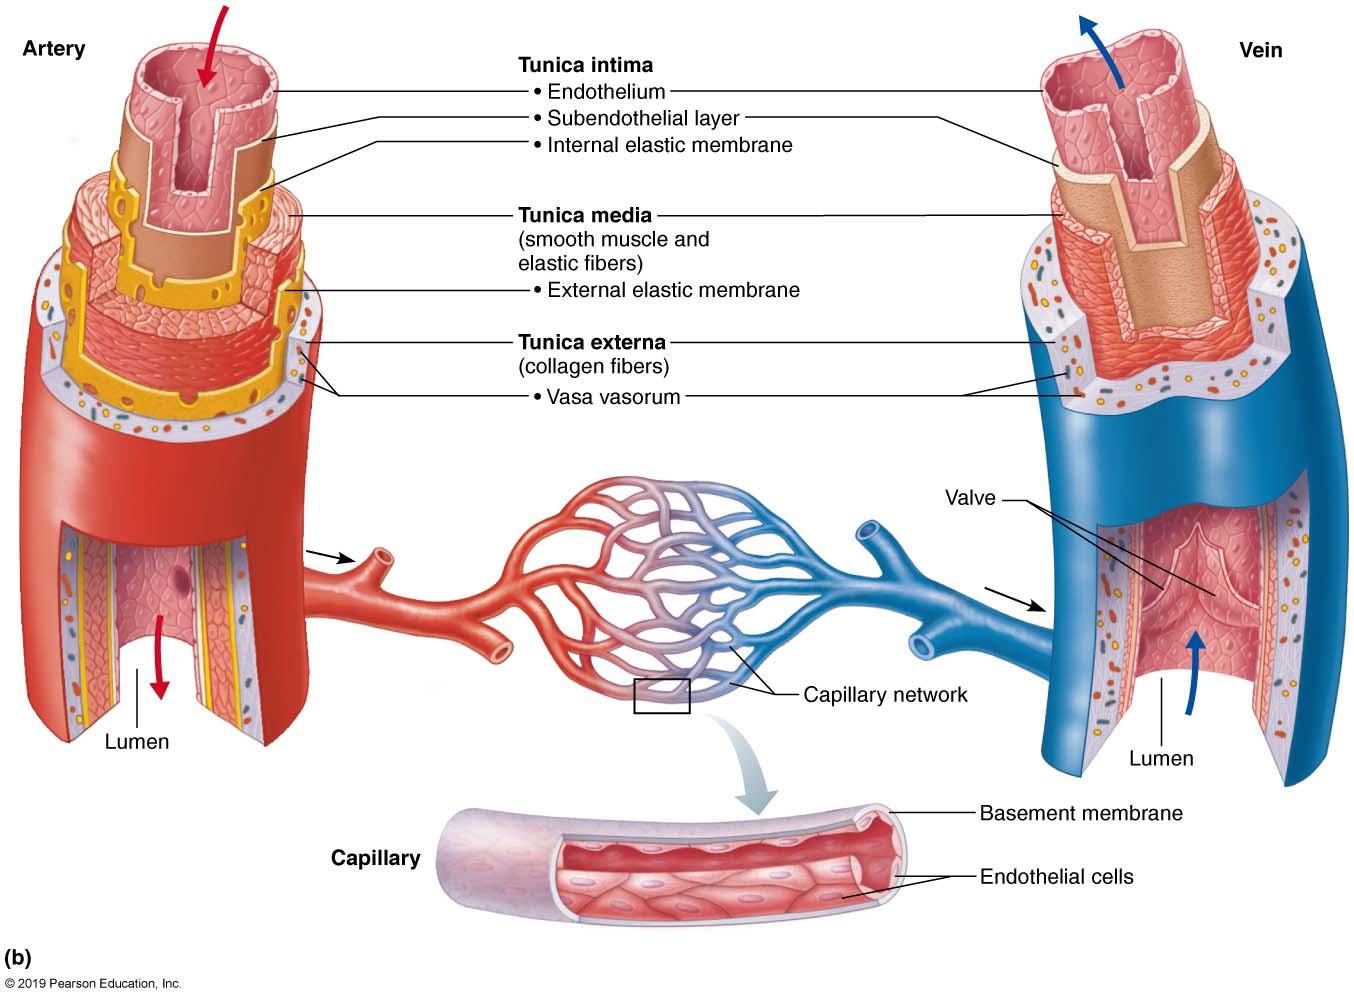 Artery
Vein
Tunica intima
• Endothelium
• Subendothelial layer
• Internal elastic membrane
Tunica media
(smooth muscle and
elastic fibers)
• External elastic membrane
Tunica externa
(collagen fibers)
• Vasa vasorum
Valve
Capillary network
Lumen
Lumen
Basement membrane
Capillary
Endothelial cells
(b)
© 2019 Pearson Education, Inc.